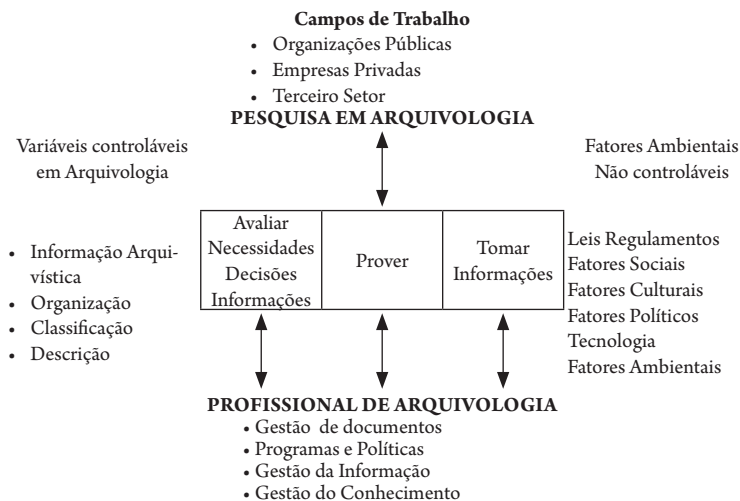 Campos de Trabalho
• Organizações Públicas
• Empresas Privadas
• Terceiro Setor
PESQUISA EM ARQUIVOLOGIA
Variáveis controláveis
em Arquivologia
Fatores Ambientais
Não controláveis
• Informação Arqui-
vística
• Organização
• Classificação
• Descrição
Avaliar
Necessidades
Decisões
Informações
Prover
Tomar
Informações
Leis Regulamentos
Fatores Sociais
Fatores Culturais
Fatores Políticos
Tecnologia
Fatores Ambientais
PROFISSIONAL DE ARQUIVOLOGIA
• Gestão de documentos
• Programas e Políticas
• Gestão da Informação
• Gestão do Conhecimento